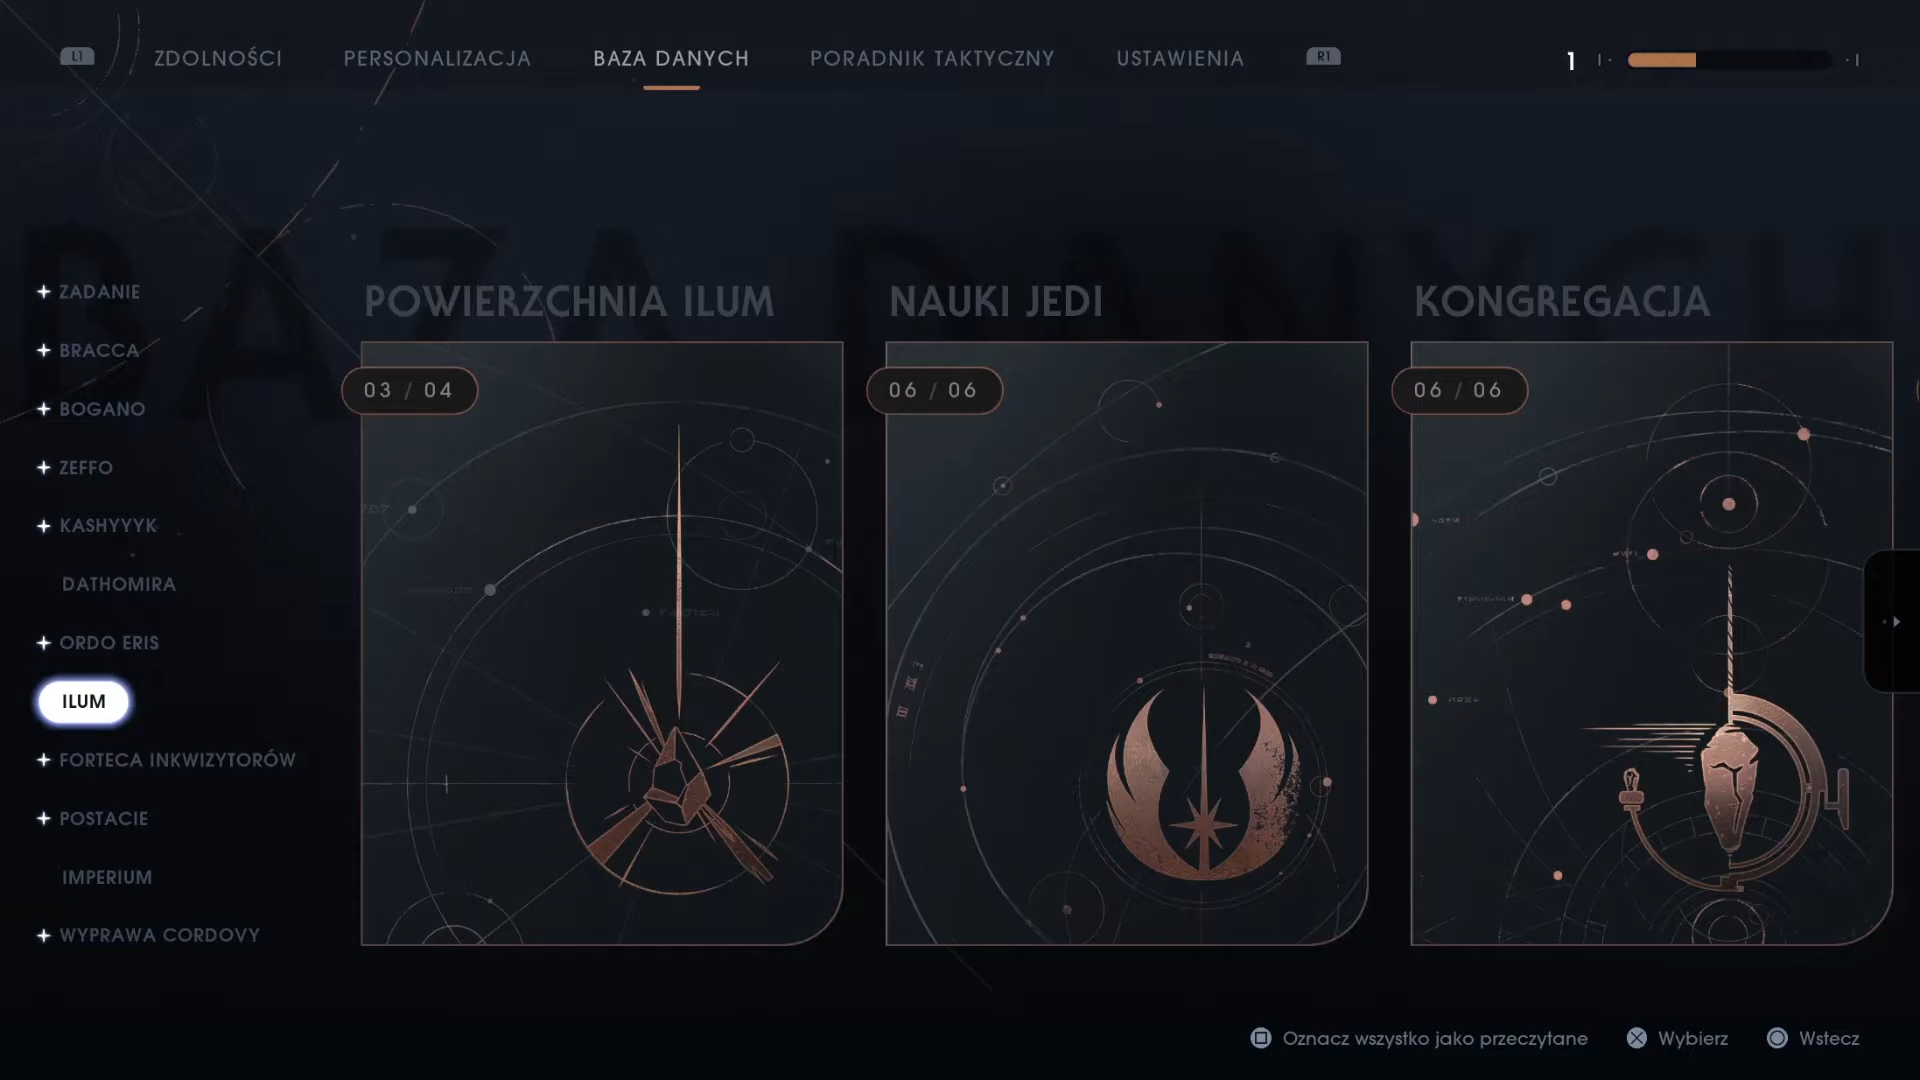 L1 ZDOLNOŚCI PERSONALIZACJA BAZA DANYCH PORADNIK TAKTYCZNY USTAWIENIA R1 1
BAZA DANYCH
ZADANIE
BRACCA
BOGANO
ZEFFO
KASHYYYK
DATHOMIRA
ORDO ERIS
ILUM
FORTECA INKWIZYTORÓW
POSTACIE
IMPERIUM
WYPRAWA CORDOVY
POWIERZCHNIA ILUM
03 / 04
NAUKI JEDI
06 / 06
KONGREGACJA
06 / 06
Oznacz wszystko jako przeczytane Wybierz Wstecz